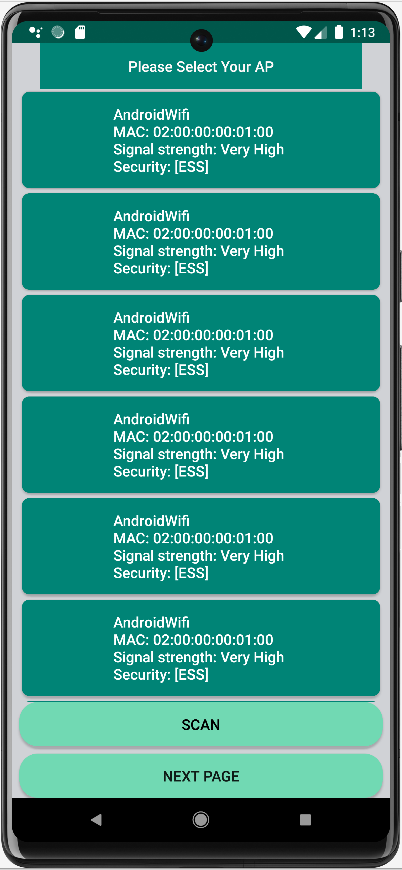 1:13
Please Select Your AP
AndroidWifi
MAC: 02:00:00:00:01:00
Signal strength: Very High
Security: [ESS]
AndroidWifi
MAC: 02:00:00:00:01:00
Signal strength: Very High
Security: [ESS]
AndroidWifi
MAC: 02:00:00:00:01:00
Signal strength: Very High
Security: [ESS]
AndroidWifi
MAC: 02:00:00:00:01:00
Signal strength: Very High
Security: [ESS]
AndroidWifi
MAC: 02:00:00:00:01:00
Signal strength: Very High
Security: [ESS]
AndroidWifi
MAC: 02:00:00:00:01:00
Signal strength: Very High
Security: [ESS]
SCAN
NEXT PAGE